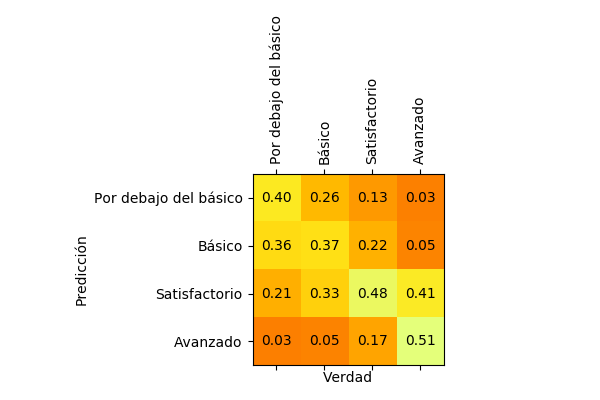 Por debajo del básico
Básico
Satisfactorio
Avanzado
Predicción
Por debajo del básico 0.40 0.26 0.13 0.03
Básico 0.36 0.37 0.22 0.05
Satisfactorio 0.21 0.33 0.48 0.41
Avanzado 0.03 0.05 0.17 0.51
Verdad